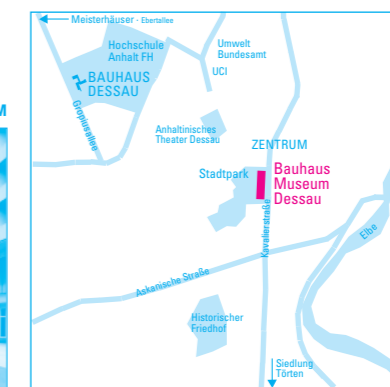 Meisterhäuser - Ebertallee
Hochschule
Anhalt FH
BAUHAUS
DESSAU
Gropiusallee
Umwelt
Bundesamt
UCI
M
Anhaltinisches
Theater Dessau
ZENTRUM
Stadtpark
Bauhaus
Museum
Dessau
Kavalierstraße
Elbe
Askanische Straße
Historischer
Friedhof
Siedlung
Törten